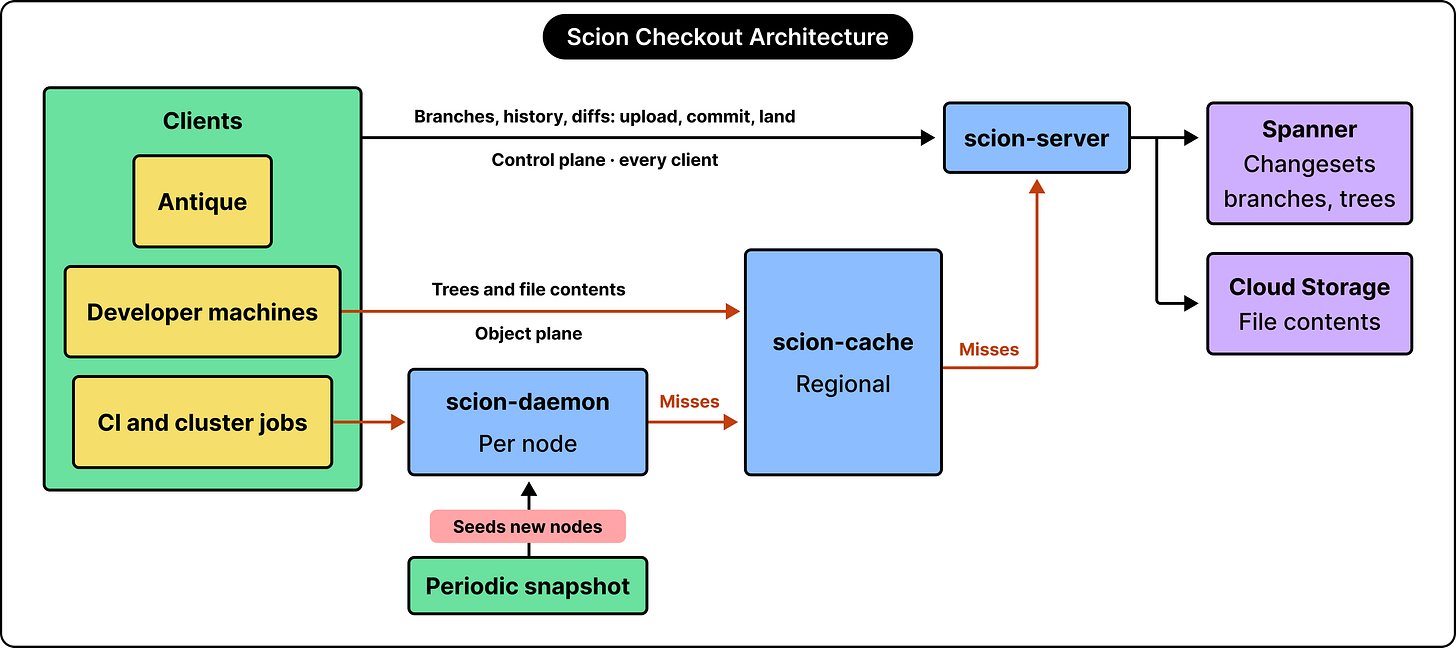 Scion Checkout Architecture
Clients
Antique
Developer machines
CI and cluster jobs
Branches, history, diffs: upload, commit, land
Control plane · every client
Trees and file contents
Object plane
scion-daemon
Per node
Misses
Seeds new nodes
Periodic snapshot
scion-cache
Regional
Misses
scion-server
Spanner
Changesets
branches, trees
Cloud Storage
File contents